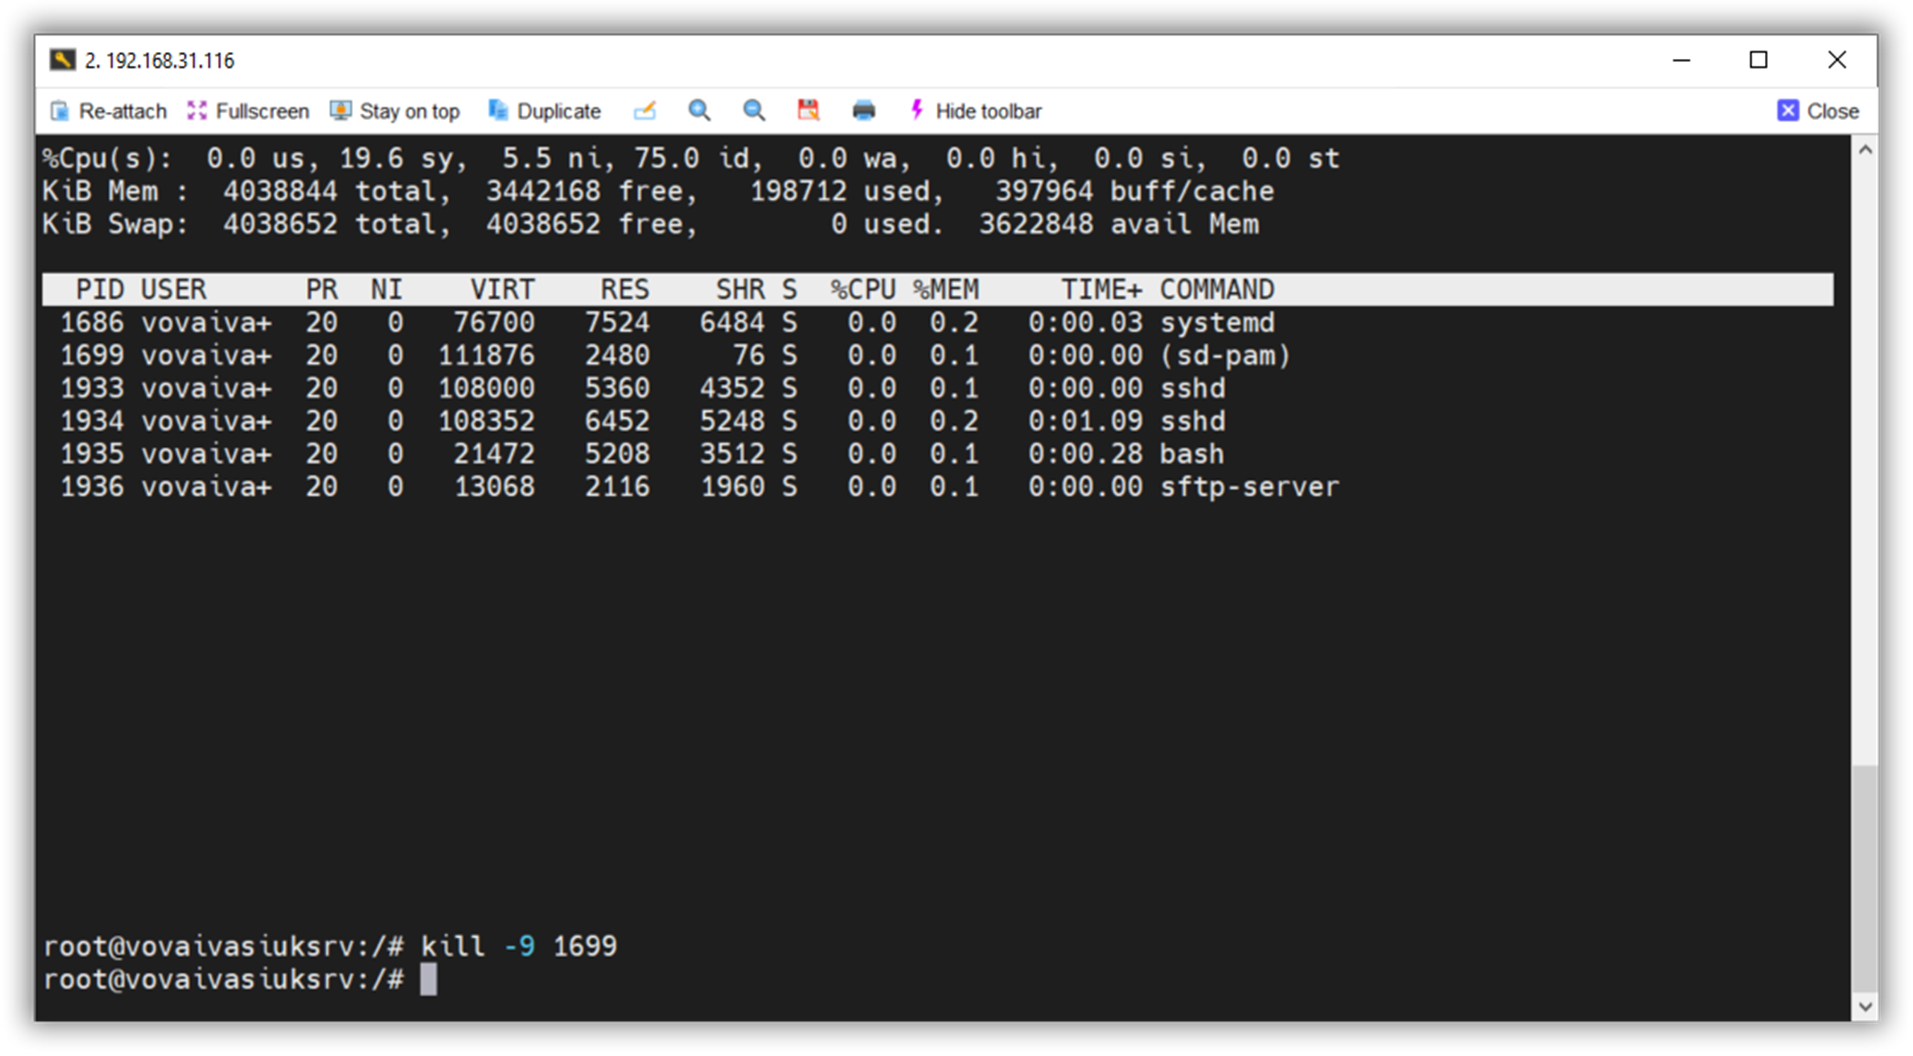 2. 192.168.31.116
Re-attach Fullscreen Stay on top Duplicate Hide toolbar Close
%Cpu(s):  0.0 us, 19.6 sy,  5.5 ni, 75.0 id,  0.0 wa,  0.0 hi,  0.0 si,  0.0 st
KiB Mem :  4038844 total,  3442168 free,   198712 used,   397964 buff/cache
KiB Swap:  4038652 total,  4038652 free,        0 used.  3622848 avail Mem
  PID USER      PR  NI    VIRT    RES    SHR S  %CPU %MEM     TIME+ COMMAND
 1686 vovaiva+  20   0   76700   7524   6484 S   0.0  0.2   0:00.03 systemd
 1699 vovaiva+  20   0  111876   2480     76 S   0.0  0.1   0:00.00 (sd-pam)
 1933 vovaiva+  20   0  108000   5360   4352 S   0.0  0.1   0:00.00 sshd
 1934 vovaiva+  20   0  108352   6452   5248 S   0.0  0.2   0:01.09 sshd
 1935 vovaiva+  20   0   21472   5208   3512 S   0.0  0.1   0:00.28 bash
 1936 vovaiva+  20   0   13068   2116   1960 S   0.0  0.1   0:00.00 sftp-server
root@vovaivasiuksrv:/# kill -9 1699
root@vovaivasiuksrv:/#